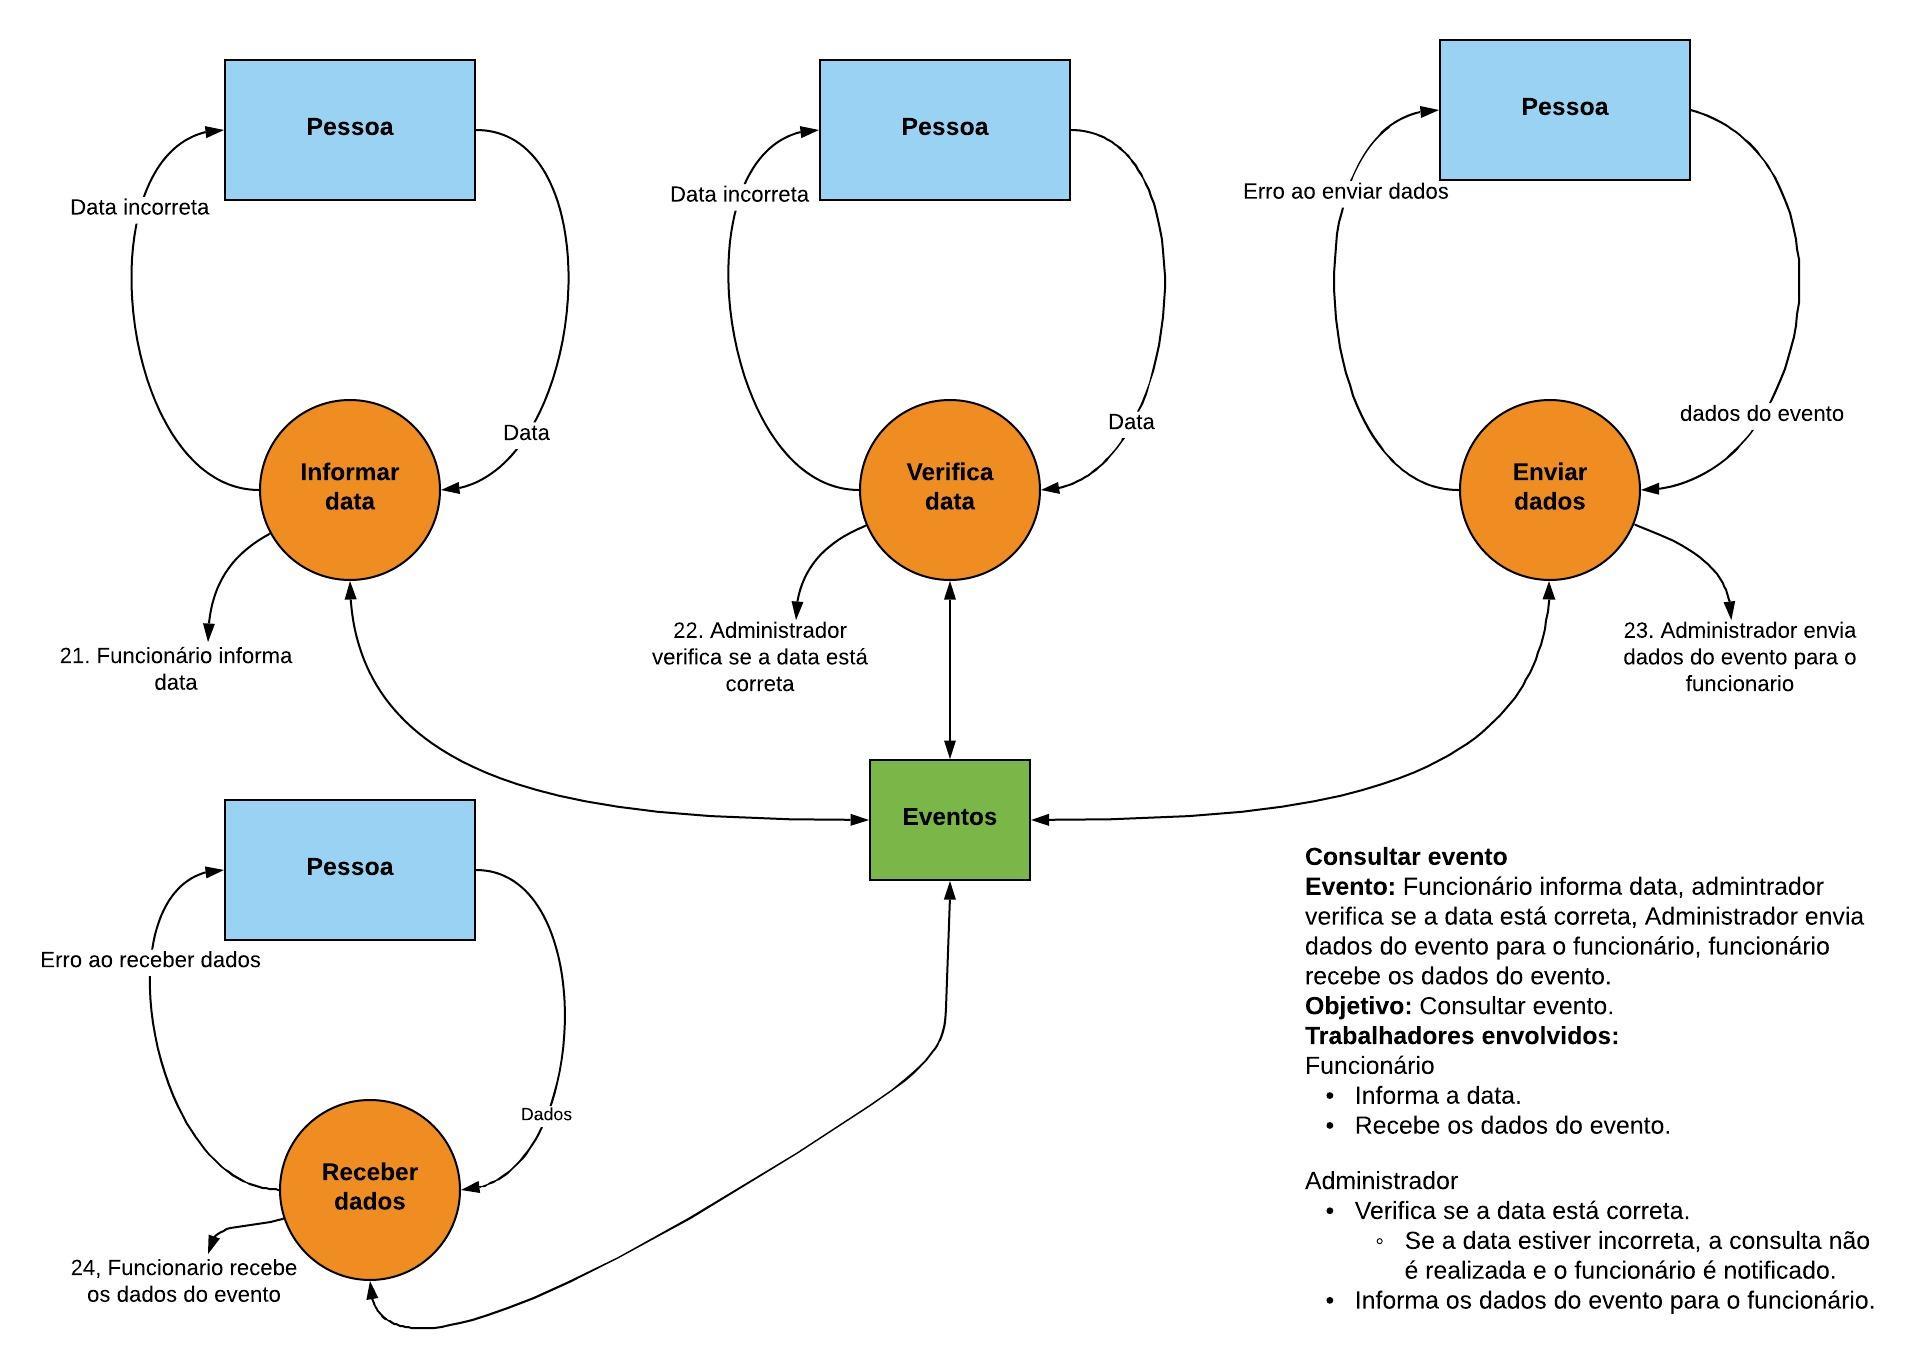 Pessoa
Pessoa
Pessoa
Data incorreta
Data incorreta
Erro ao enviar dados
Data
Data
dados do evento
Informar
data
Verifica
data
Enviar
dados
21. Funcionário informa
data
22. Administrador
verifica se a data está
correta
23. Administrador envia
dados do evento para o
funcionario
Eventos
Pessoa
Erro ao receber dados
Dados
Receber
dados
24, Funcionario recebe
os dados do evento
Consultar evento
Evento: Funcionário informa data, admintrador
verifica se a data está correta, Administrador envia
dados do evento para o funcionário, funcionário
recebe os dados do evento.
Objetivo: Consultar evento.
Trabalhadores envolvidos:
Funcionário
• Informa a data.
• Recebe os dados do evento.
Administrador
• Verifica se a data está correta.
◦ Se a data estiver incorreta, a consulta não
é realizada e o funcionário é notificado.
• Informa os dados do evento para o funcionário.